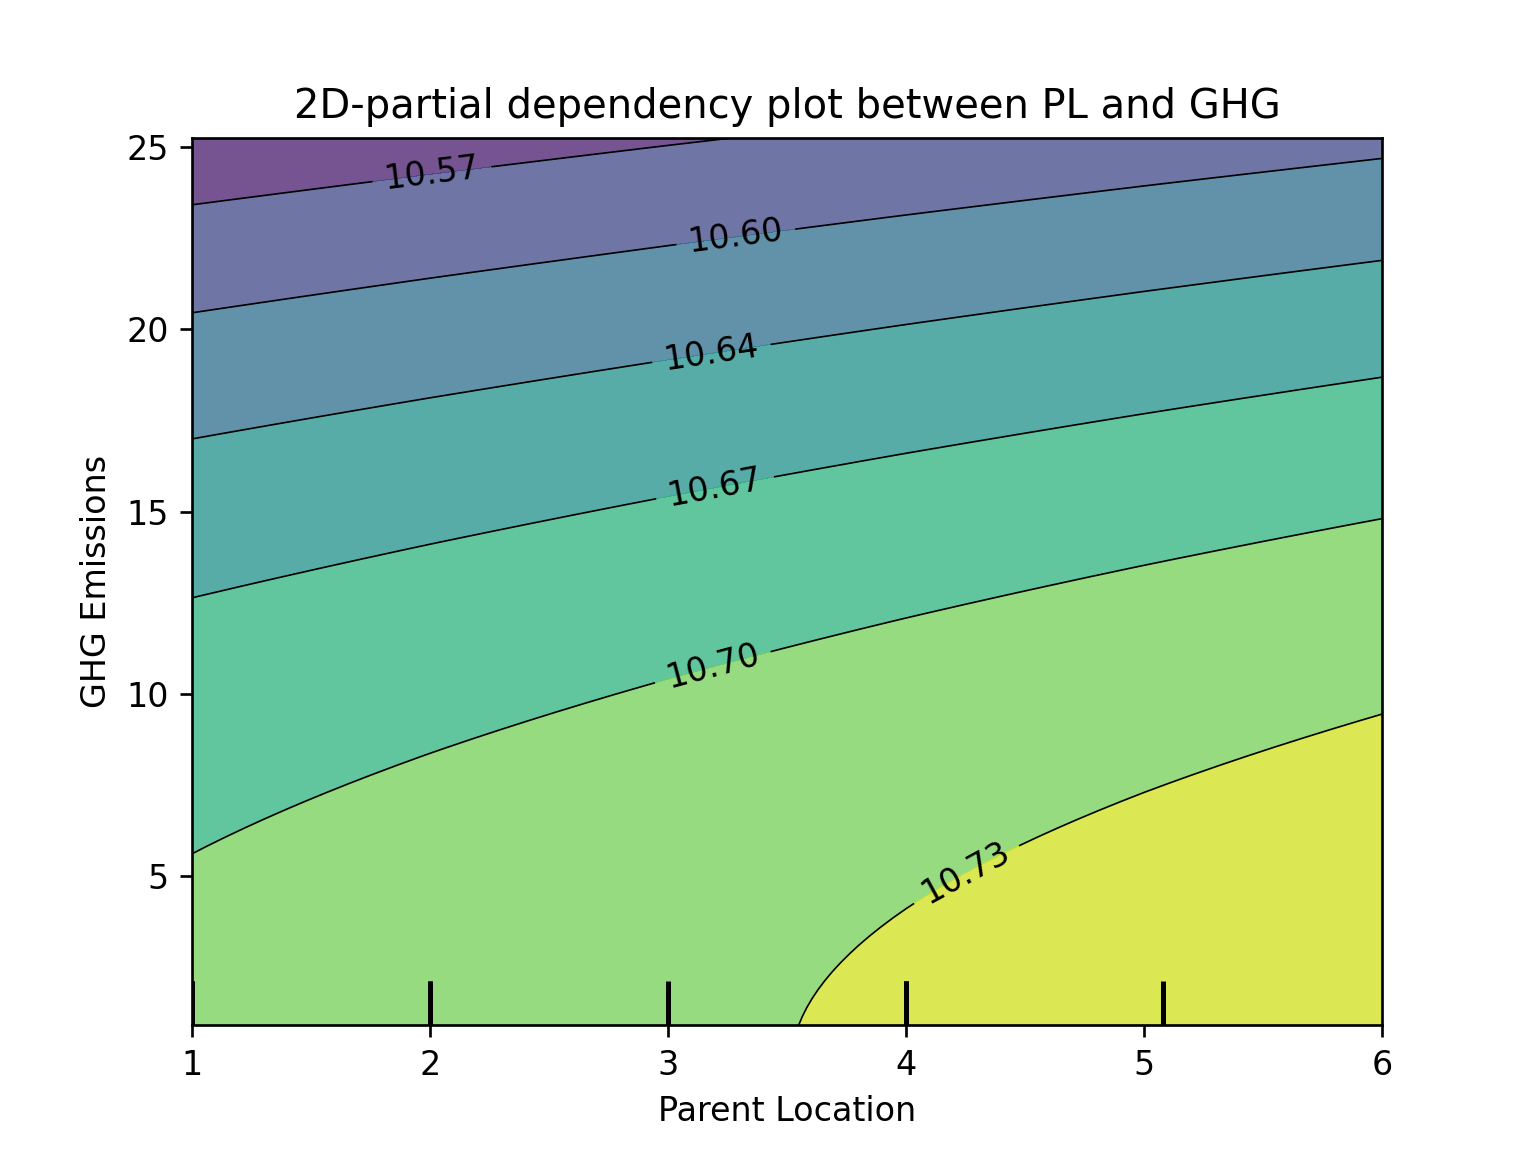 2D-partial dependency plot between PL and GHG
25
20
15
10
5
GHG Emissions
10.57
10.60
10.64
10.67
10.70
10.73
1 2 3 4 5 6
Parent Location